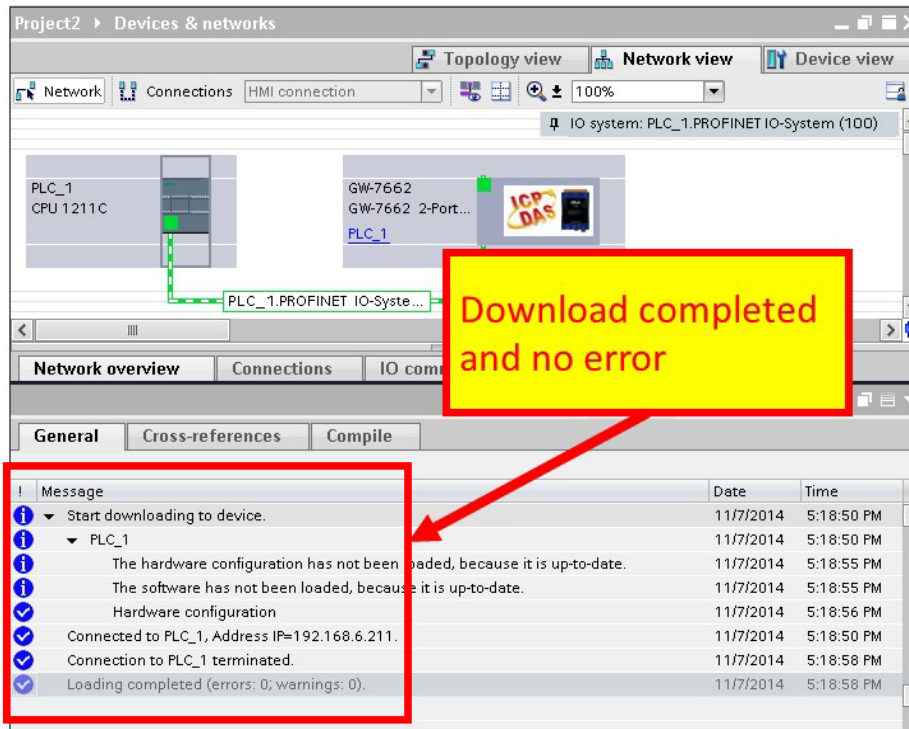 Project2 ▸ Devices & networks
Topology view
Network view
Device view
Network
Connections
HMI connection
100%
IO system: PLC_1.PROFINET IO-System (100)
PLC_1
CPU 1211C
GW-7662
GW-7662 2-Port...
PLC_1
ICP DAS
PLC_1.PROFINET IO-Syste...
Download completed
and no error
Network overview
Connections
IO com
General
Cross-references
Compile
! Message Date Time
Start downloading to device. 11/7/2014 5:18:50 PM
PLC_1 11/7/2014 5:18:50 PM
The hardware configuration has not been loaded, because it is up-to-date. 11/7/2014 5:18:55 PM
The software has not been loaded, because it is up-to-date. 11/7/2014 5:18:55 PM
Hardware configuration 11/7/2014 5:18:56 PM
Connected to PLC_1, Address IP=192.168.6.211. 11/7/2014 5:18:50 PM
Connection to PLC_1 terminated. 11/7/2014 5:18:58 PM
Loading completed (errors: 0; warnings: 0). 11/7/2014 5:18:58 PM